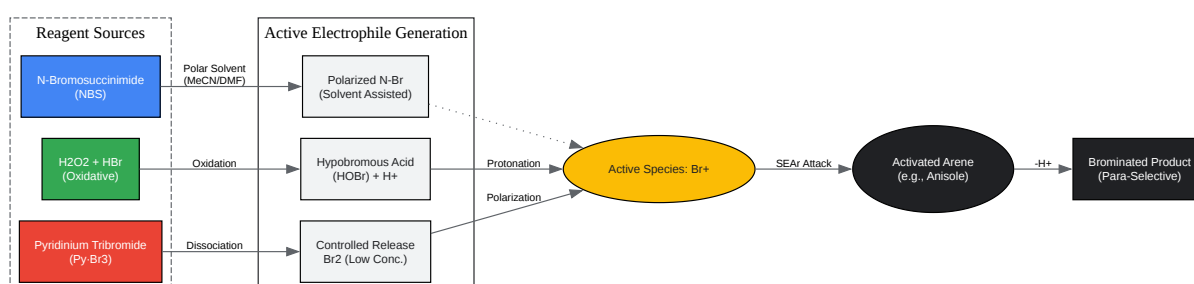 Reagent Sources
Active Electrophile Generation
N-Bromosuccinimide
(NBS)
Polar Solvent
(MeCN/DMF)
Polarized N-Br
(Solvent Assisted)
H2O2 + HBr
(Oxidative)
Oxidation
Hypobromous Acid
(HOBr) + H+
Protonation
Active Species: Br+
SEAr Attack
Activated Arene
(e.g., Anisole)
-H+
Brominated Product
(Para-Selective)
Polarization
Pyridinium Tribromide
(Py·Br3)
Dissociation
Controlled Release
Br2 (Low Conc.)